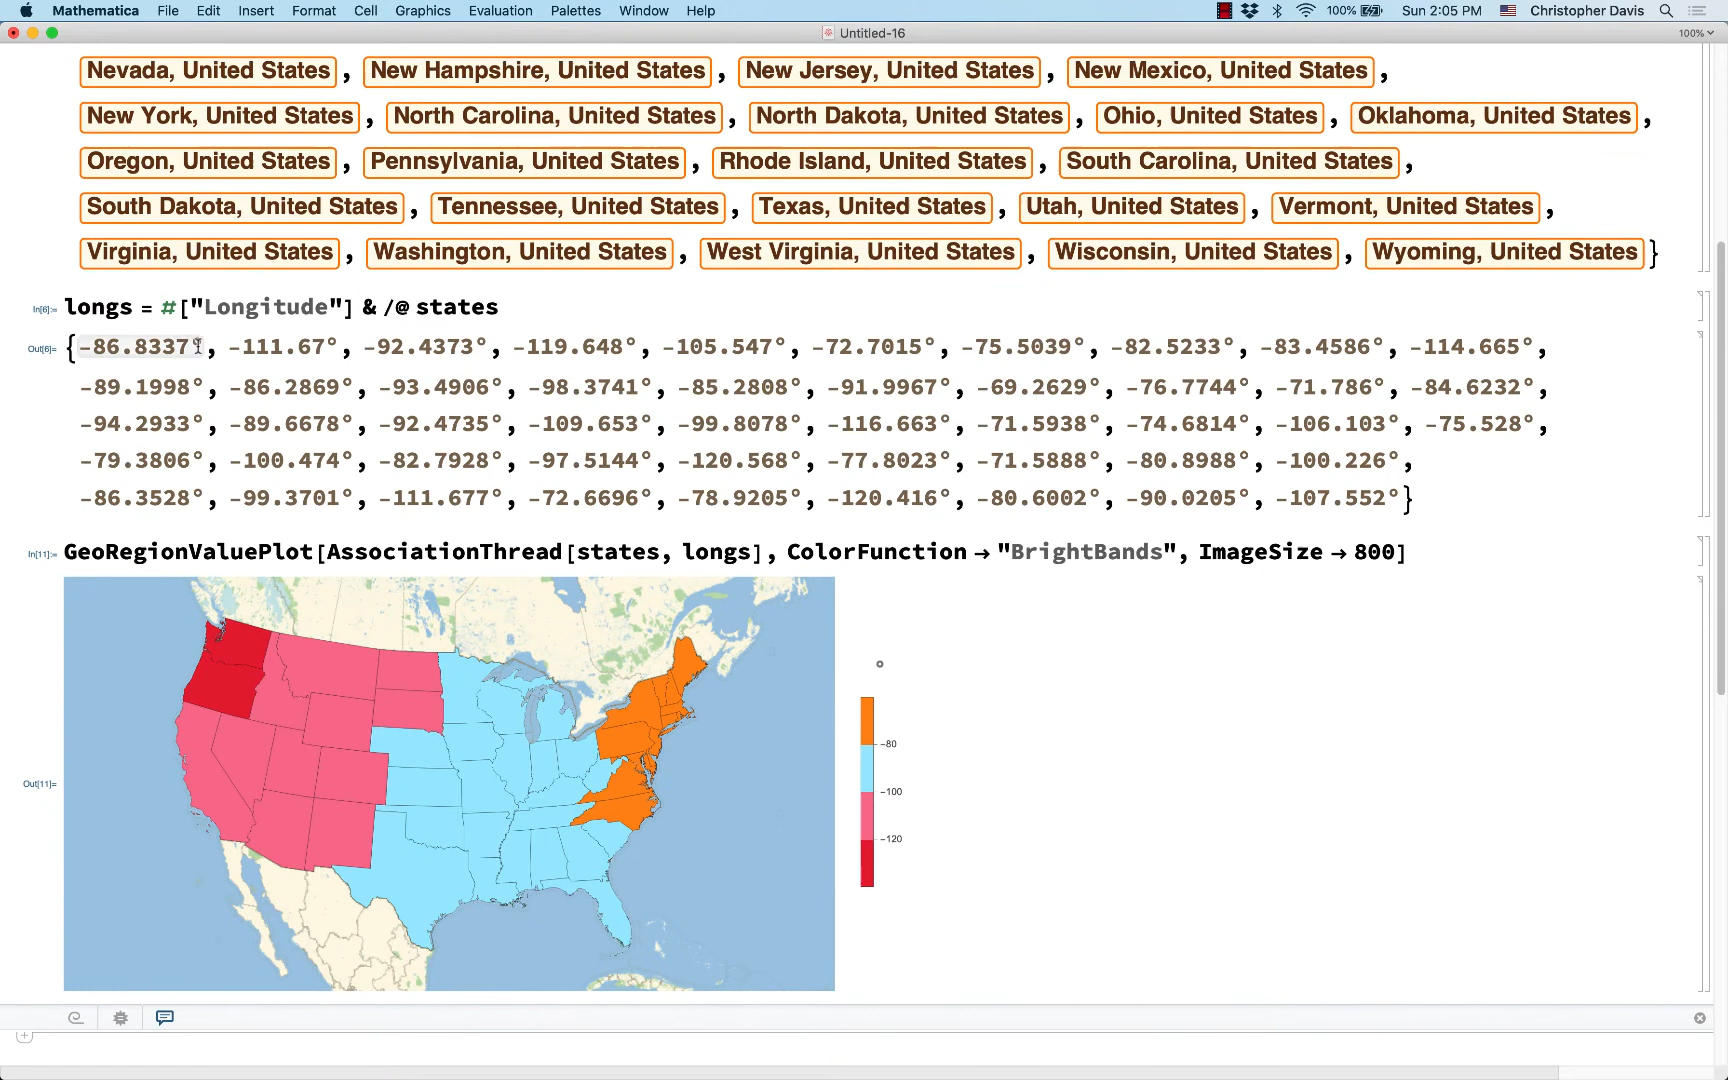 Mathematica File Edit Insert Format Cell Graphics Evaluation Palettes Window Help 100% Sun 2:05 PM Christopher Davis
Untitled-16 100%
Nevada, United States , New Hampshire, United States , New Jersey, United States , New Mexico, United States ,
New York, United States , North Carolina, United States , North Dakota, United States , Ohio, United States , Oklahoma, United States ,
Oregon, United States , Pennsylvania, United States , Rhode Island, United States , South Carolina, United States ,
South Dakota, United States , Tennessee, United States , Texas, United States , Utah, United States , Vermont, United States ,
Virginia, United States , Washington, United States , West Virginia, United States , Wisconsin, United States , Wyoming, United States }
In[6]:= longs = #["Longitude"] & /@ states
Out[6]= {-86.8337°, -111.67°, -92.4373°, -119.648°, -105.547°, -72.7015°, -75.5039°, -82.5233°, -83.4586°, -114.665°,
-89.1998°, -86.2869°, -93.4906°, -98.3741°, -85.2808°, -91.9967°, -69.2629°, -76.7744°, -71.786°, -84.6232°,
-94.2933°, -89.6678°, -92.4735°, -109.653°, -99.8078°, -116.663°, -71.5938°, -74.6814°, -106.103°, -75.528°,
-79.3806°, -100.474°, -82.7928°, -97.5144°, -120.568°, -77.8023°, -71.5888°, -80.8988°, -100.226°,
-86.3528°, -99.3701°, -111.677°, -72.6696°, -78.9205°, -120.416°, -80.6002°, -90.0205°, -107.552°}
In[11]:= GeoRegionValuePlot[AssociationThread[states, longs], ColorFunction → "BrightBands", ImageSize → 800]
°
-80
Out[11]=
-100
-120